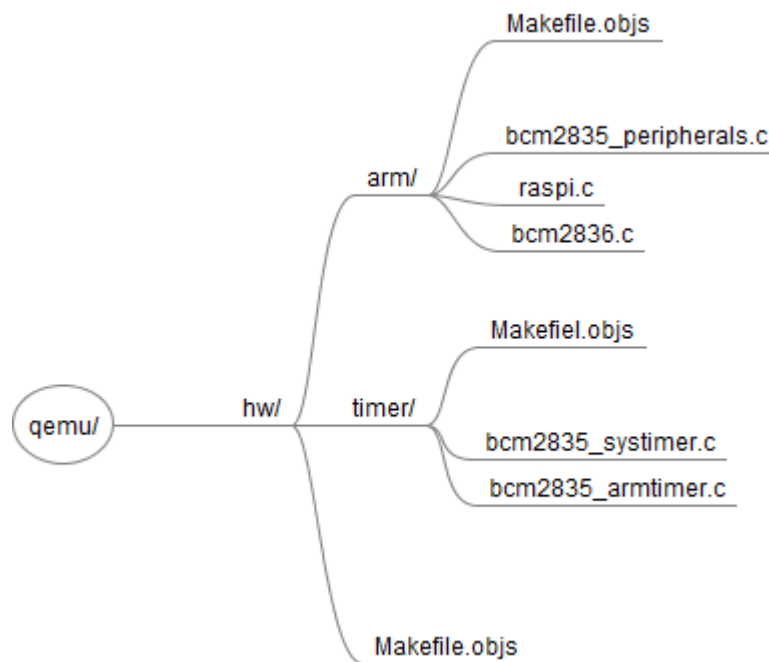 Makefile.objs
bcm2835_peripherals.c
arm/
raspi.c
bcm2836.c
Makefiel.objs
qemu/
hw/
timer/
bcm2835_systimer.c
bcm2835_armtimer.c
Makefile.objs